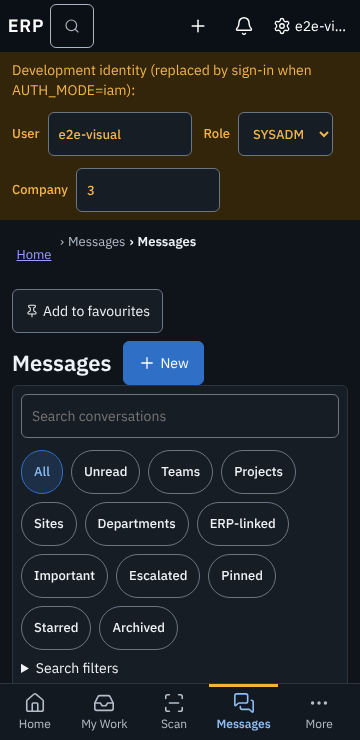 ERP e2e-vi...
Development identity (replaced by sign-in when
AUTH_MODE=iam):
User e2e-visual Role SYSADM
Company 3
Home › Messages › Messages
Add to favourites
Messages + New
Search conversations
All Unread Teams Projects
Sites Departments ERP-linked
Important Escalated Pinned
Starred Archived
▶ Search filters
Home My Work Scan Messages More